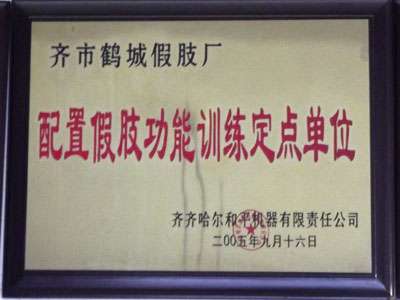 齐市鹤城假肢厂
配置假肢功能训练定点单位
齐齐哈尔和平机器有限责任公司
二00五年九月十六日